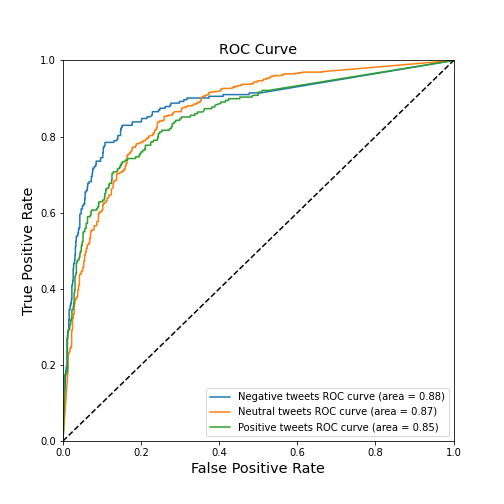 ROC Curve
True Positive Rate
1.0
0.8
0.6
0.4
0.2
0.0
Negative tweets ROC curve (area = 0.88)
Neutral tweets ROC curve (area = 0.87)
Positive tweets ROC curve (area = 0.85)
0.0 0.2 0.4 0.6 0.8 1.0
False Positive Rate